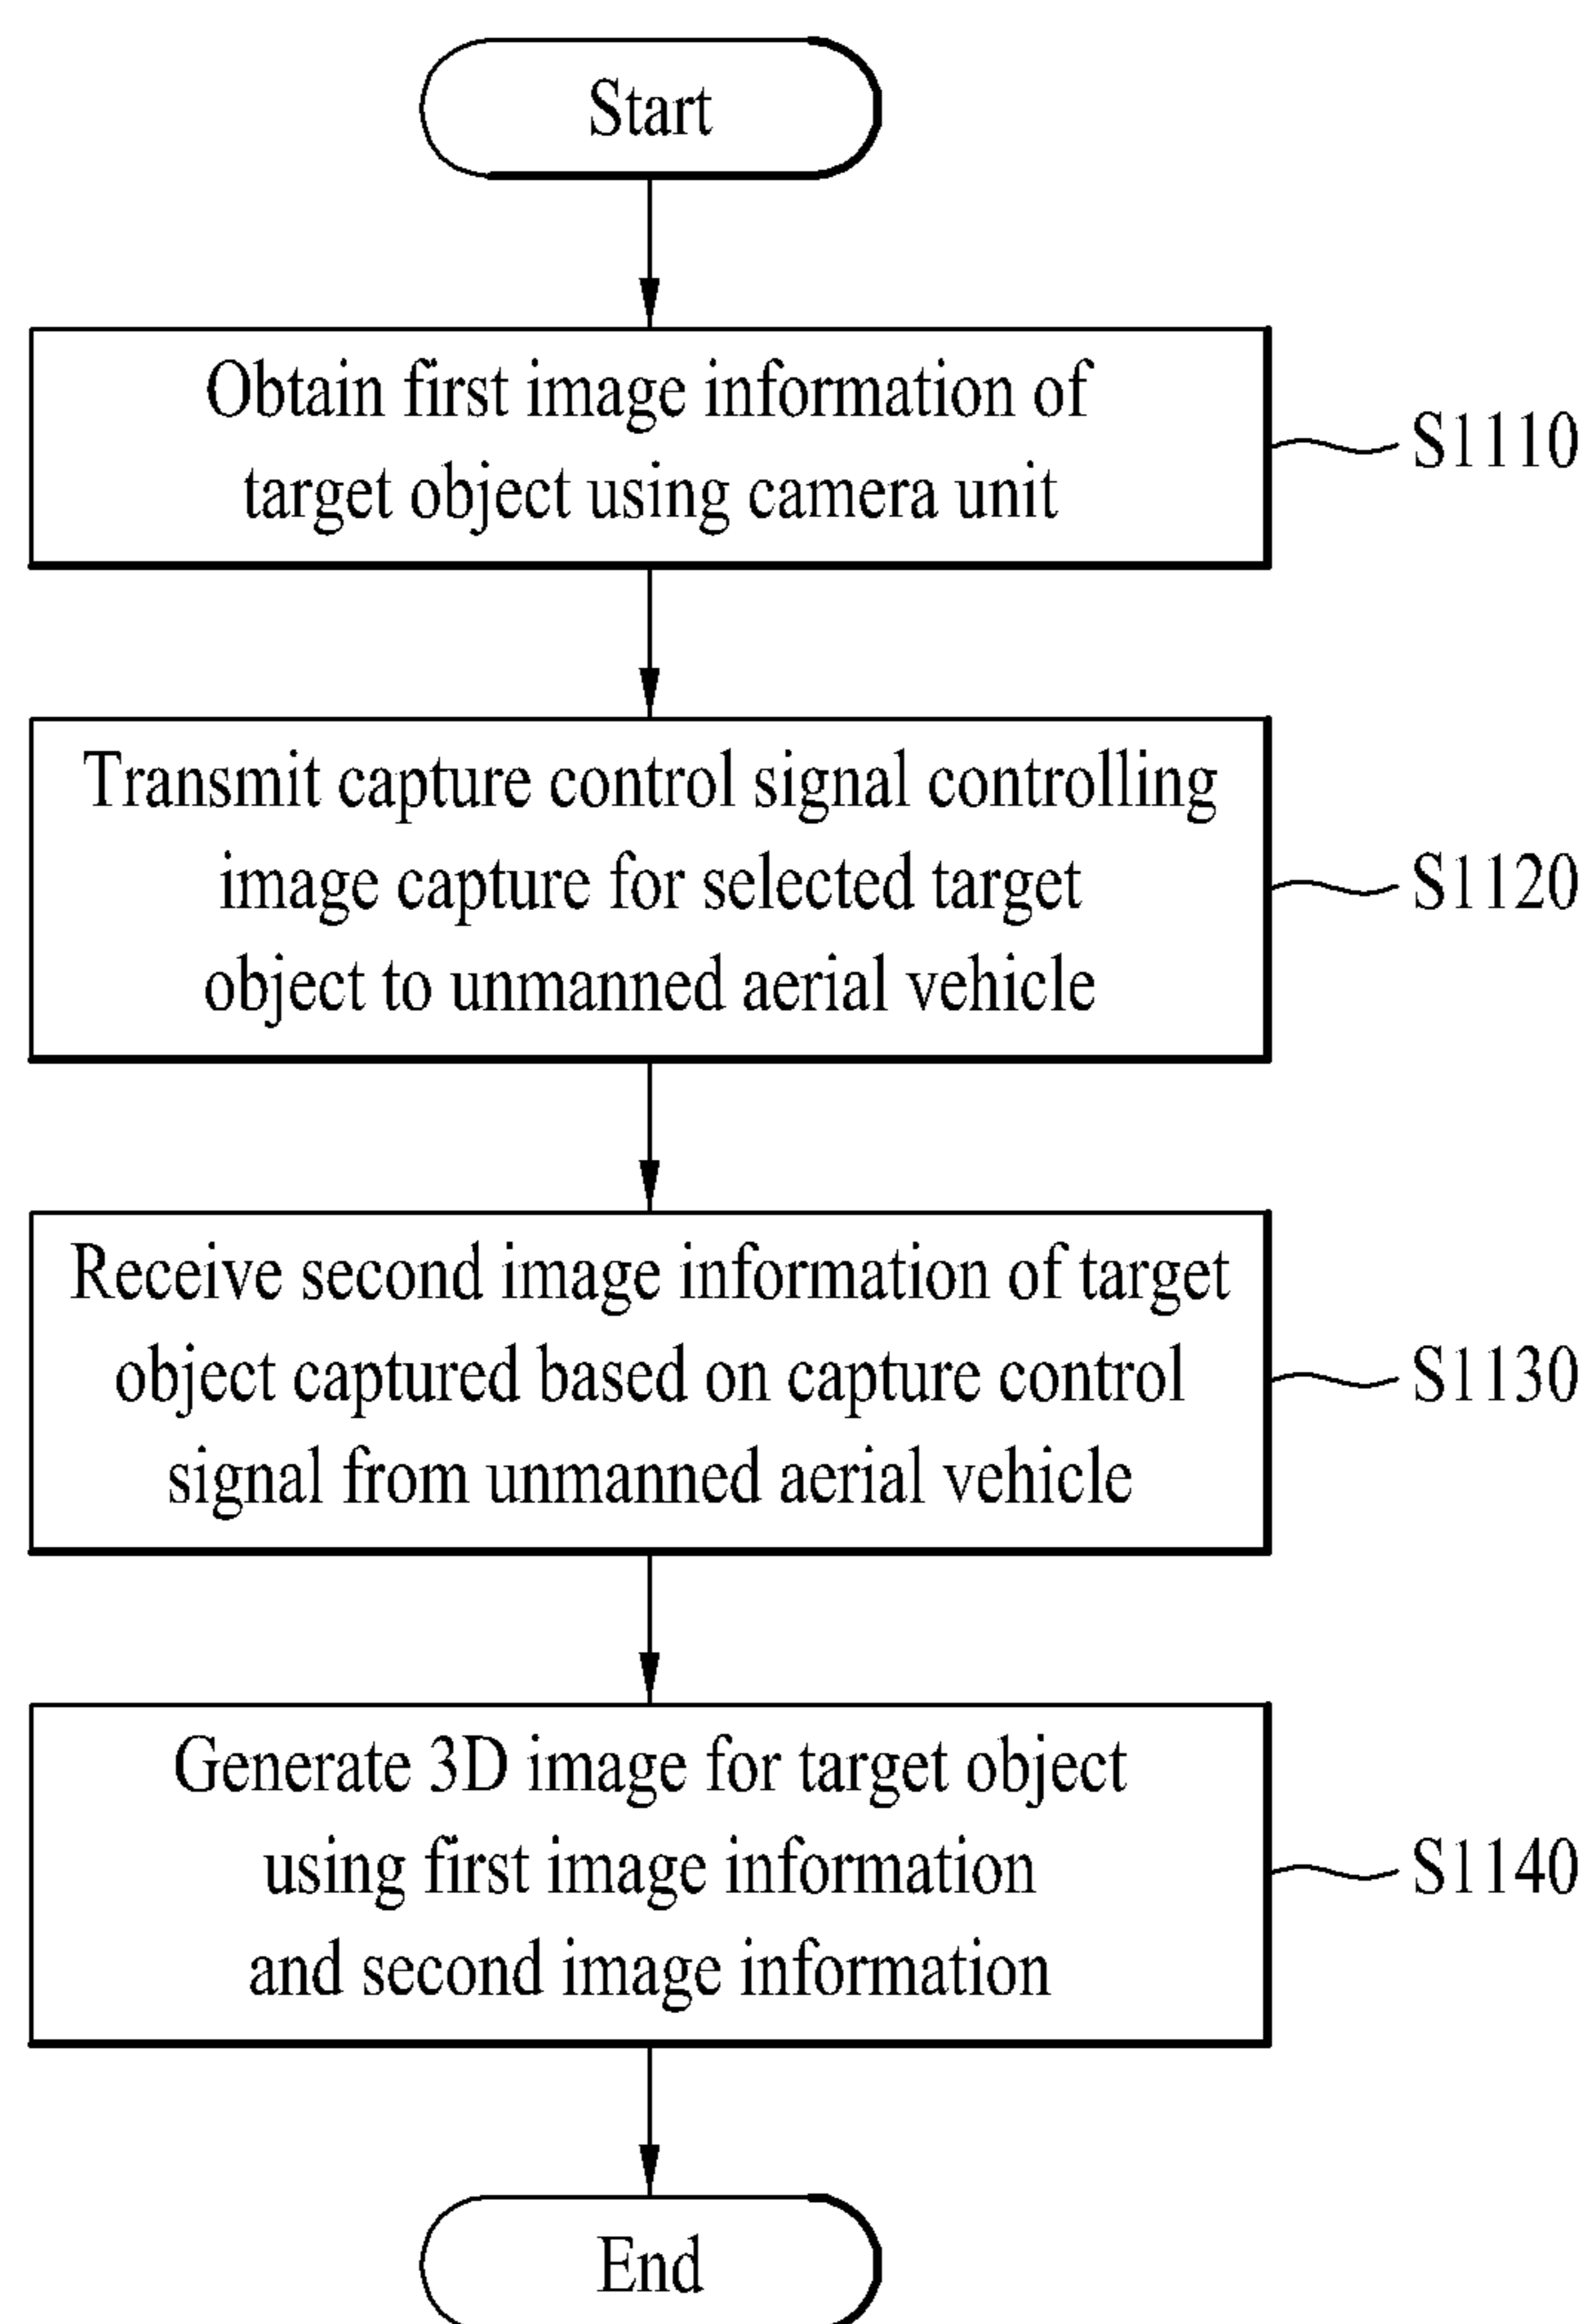 Start
Obtain first image information of
target object using camera unit
S1110
Transmit capture control signal controlling
image capture for selected target
object to unmanned aerial vehicle
S1120
Receive second image information of target
object captured based on capture control
signal from unmanned aerial vehicle
S1130
Generate 3D image for target object
using first image information
and second image information
S1140
End